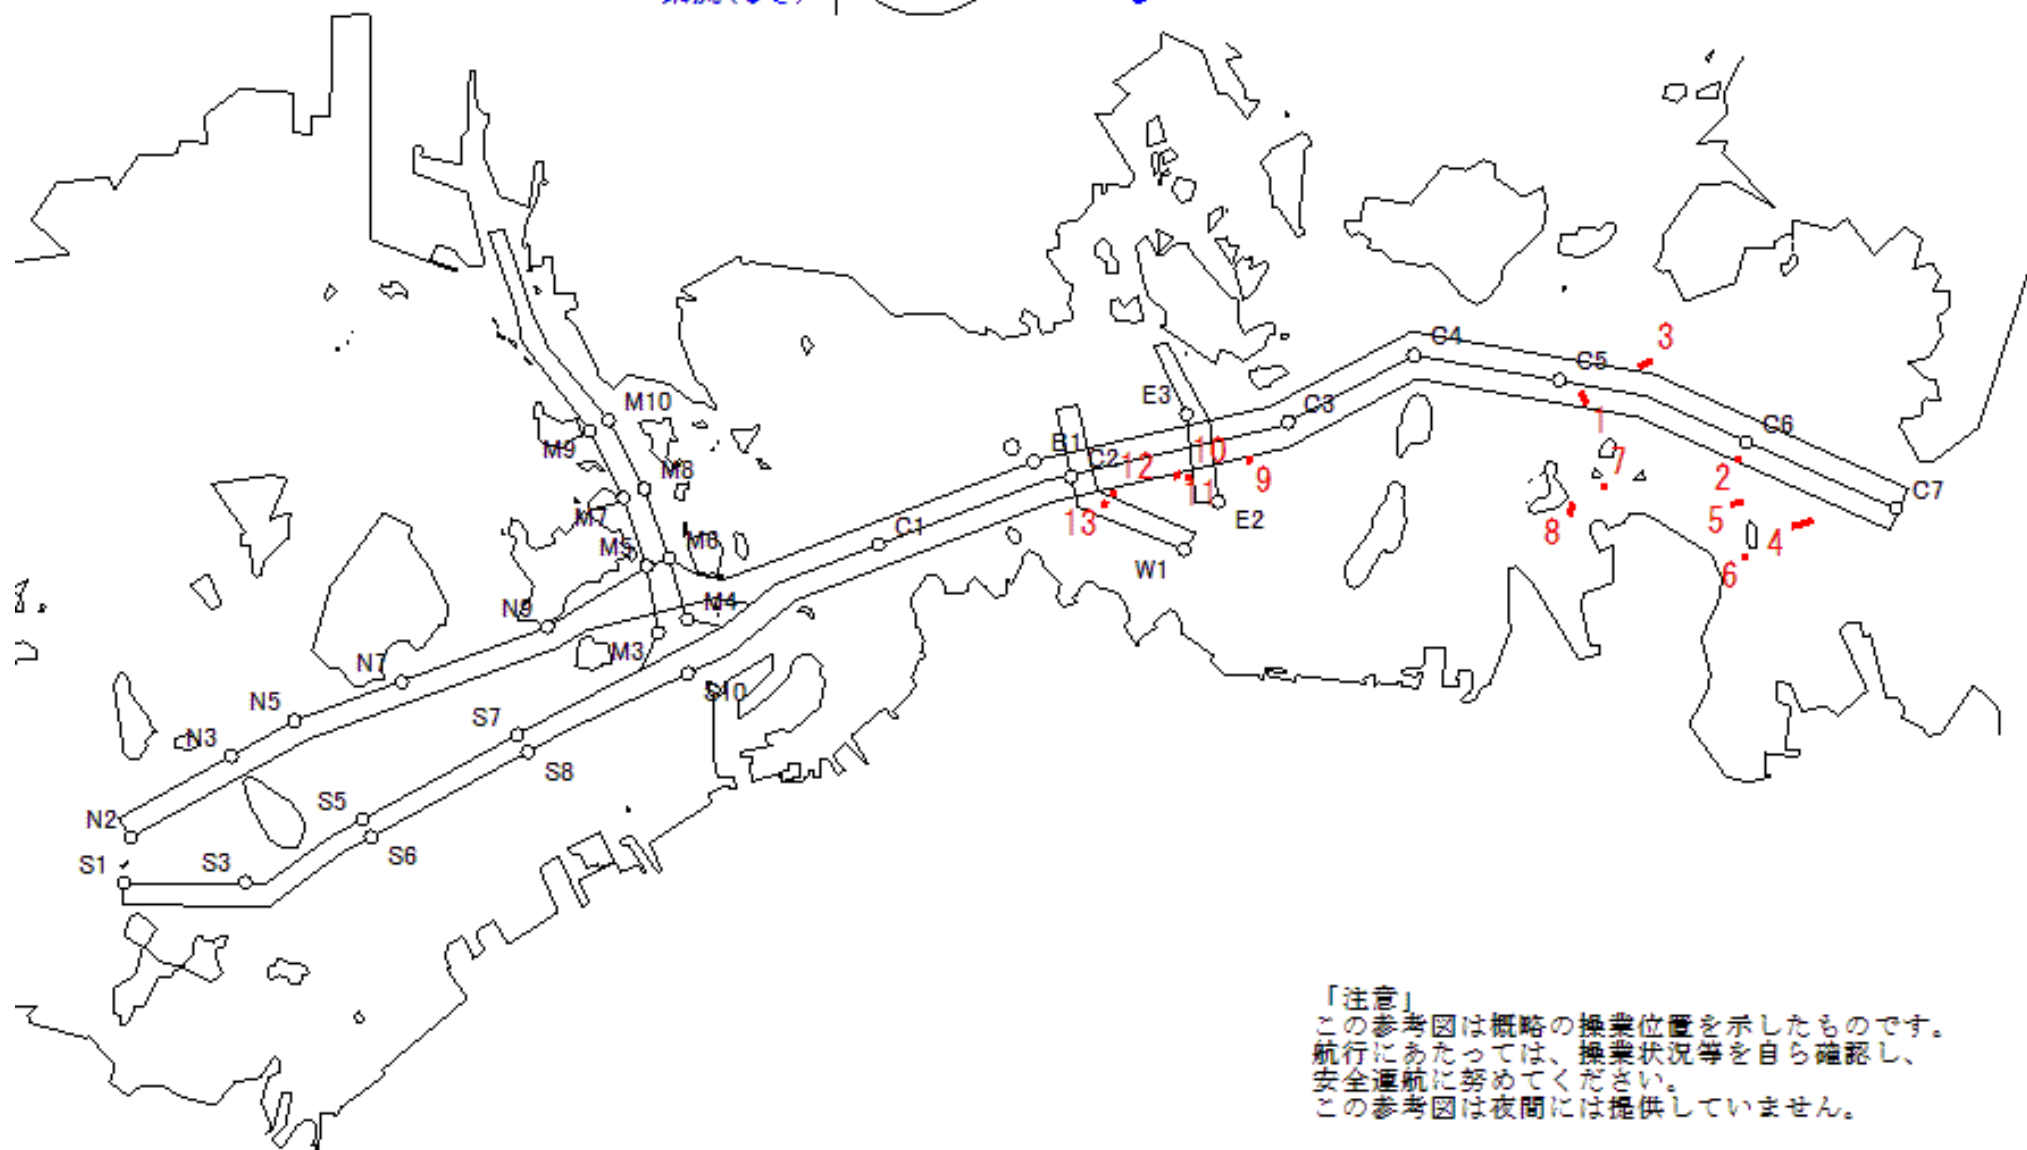 C4
3
C5
M10
E3
C3
1
C6
M9
B1
10
M8
C2
12
7
2
9
C7
11
M7
13
E2
5
8
4
C1
M5
M6
W1
6
N9
M4
M3
N7
S10
N5
S7
N3
S8
S5
N2
S6
S1
S3
「注意」
この参考図は概略の操業位置を示したものです。
航行にあたっては、操業状況等を自ら確認し、
安全運航に努めてください。
この参考図は夜間には提供していません。